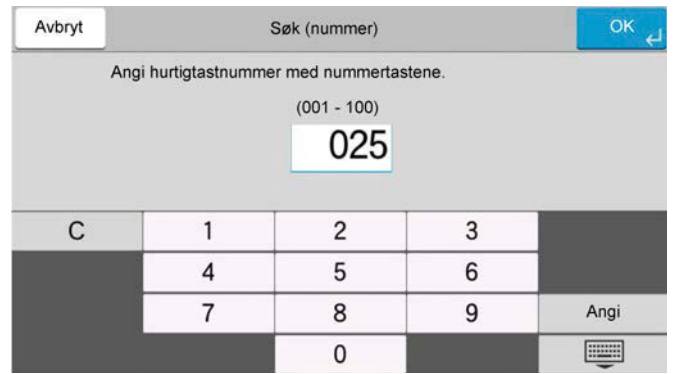 Avbryt Søk (nummer) OK
Angi hurtigtastnummer med nummertastene.
(001 - 100)
025
C 1 2 3
4 5 6
7 8 9 Angi
0